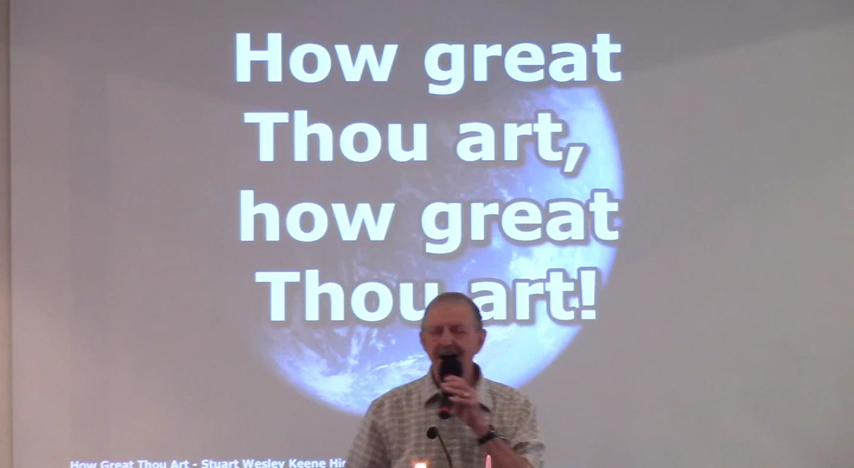 How great
Thou art,
how great
Thou art!
How Great Thou Art - Stuart Wesley Keene